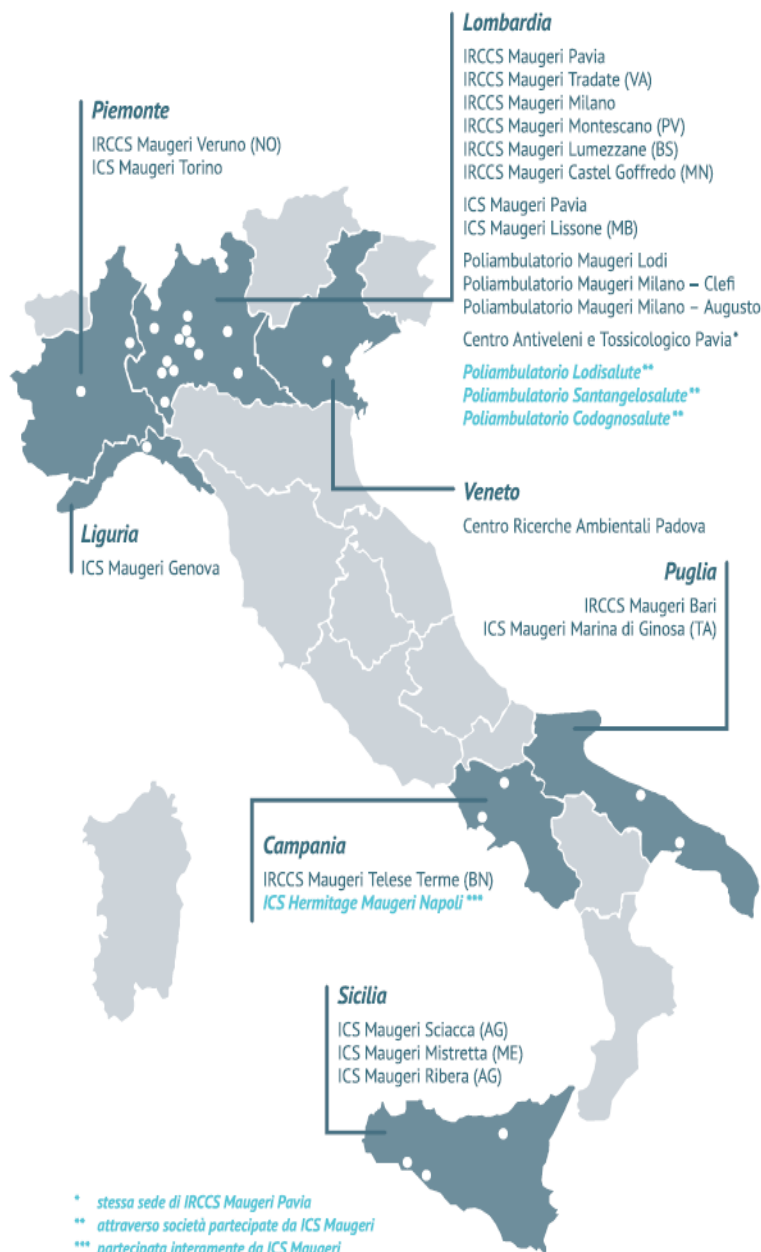 Lombardia
IRCCS Maugeri Pavia
IRCCS Maugeri Tradate (VA)
IRCCS Maugeri Milano
IRCCS Maugeri Montescano (PV)
IRCCS Maugeri Lumezzane (BS)
IRCCS Maugeri Castel Goffredo (MN)
ICS Maugeri Pavia
ICS Maugeri Lissone (MB)
Poliambulatorio Maugeri Lodi
Poliambulatorio Maugeri Milano – Clefi
Poliambulatorio Maugeri Milano – Augusto
Centro Antiveleni e Tossicologico Pavia*
Poliambulatorio Lodisalute**
Poliambulatorio Santangelosalute**
Poliambulatorio Codognosalute**
Piemonte
IRCCS Maugeri Veruno (NO)
ICS Maugeri Torino
Veneto
Centro Ricerche Ambientali Padova
Liguria
ICS Maugeri Genova
Puglia
IRCCS Maugeri Bari
ICS Maugeri Marina di Ginosa (TA)
Campania
IRCCS Maugeri Telese Terme (BN)
ICS Hermitage Maugeri Napoli ***
Sicilia
ICS Maugeri Sciacca (AG)
ICS Maugeri Mistretta (ME)
ICS Maugeri Ribera (AG)
* stessa sede di IRCCS Maugeri Pavia
** attraverso società partecipate da ICS Maugeri
*** partecipata interamente da ICS Maugeri